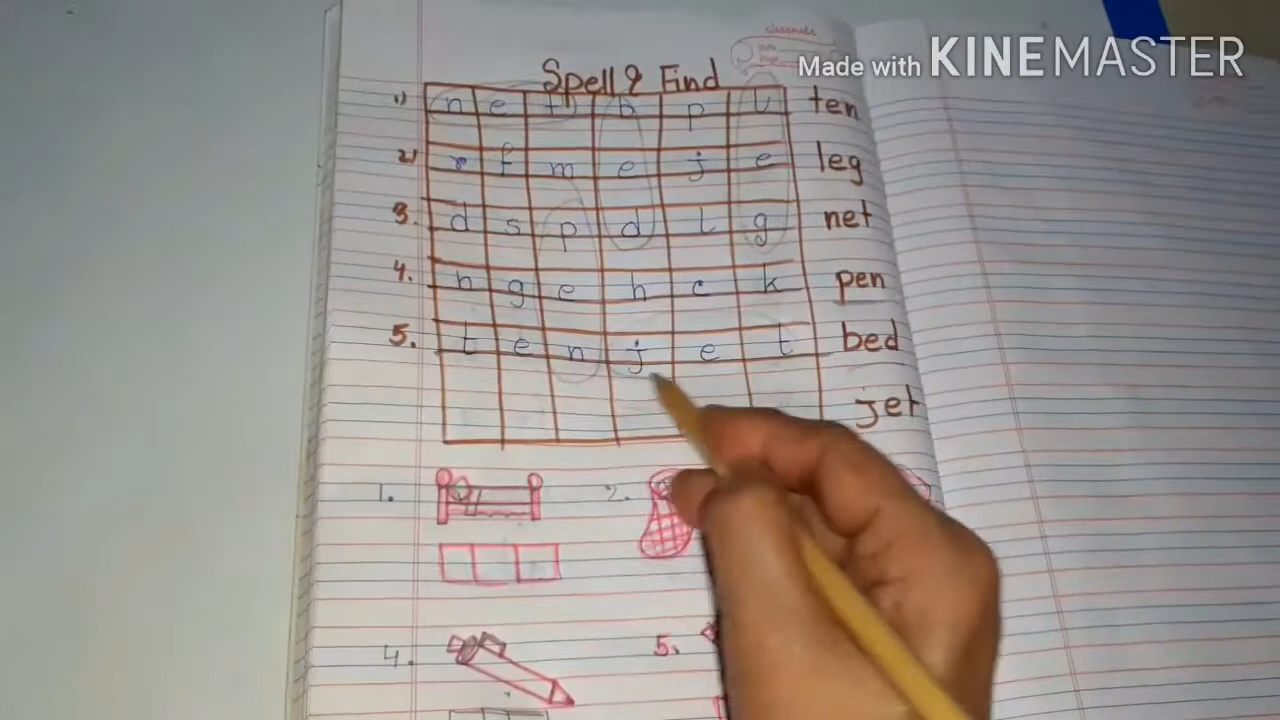 classmate
Made with KINEMASTER
Spell & Find
1) n e t b p l ten
2) r f m e j e leg
3. d s p d l g net
4. h g e h c k pen
5. t e n j e t bed
jet
1. 2.
4. 5.